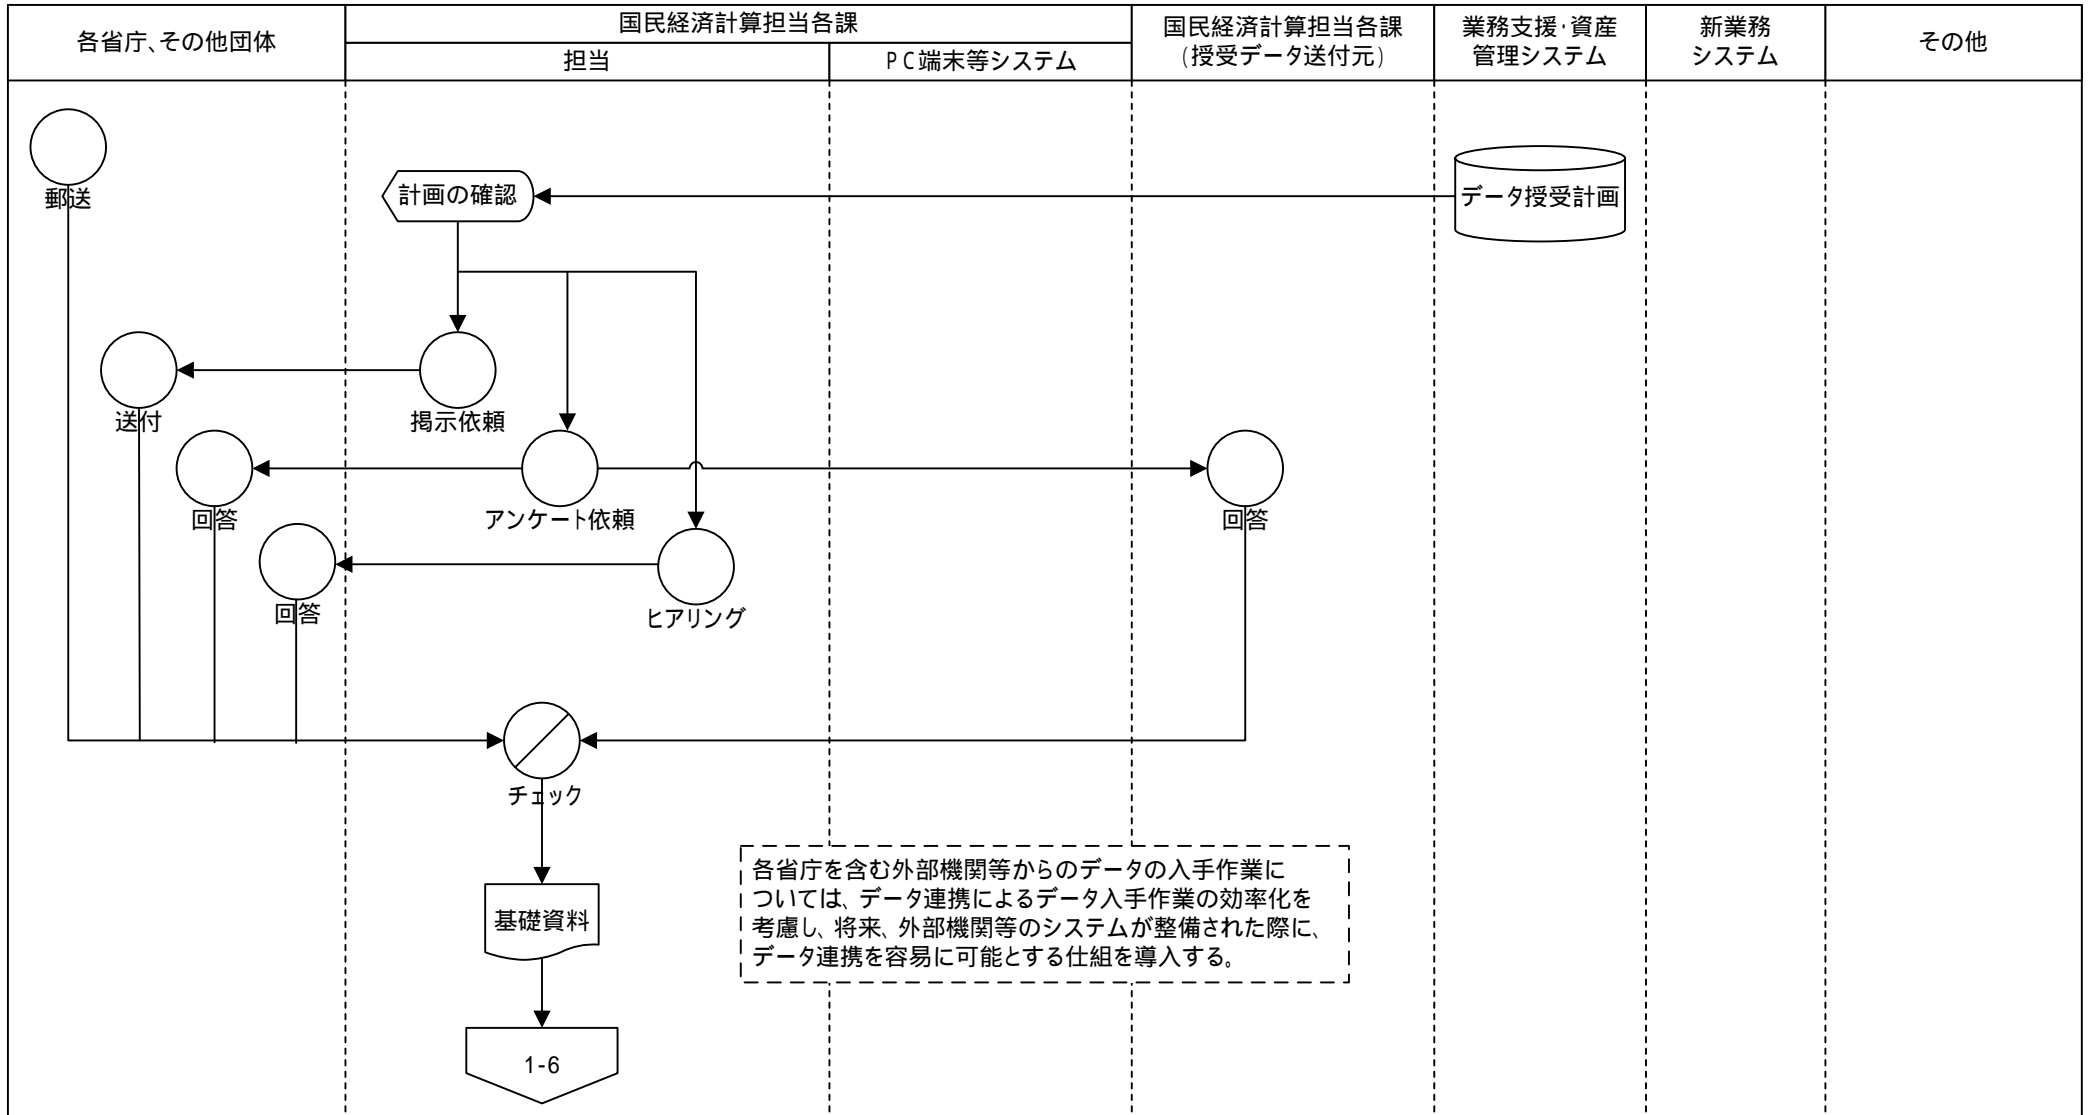 各省庁、その他団体
国民経済計算担当各課
担当
PC端末等システム
国民経済計算担当各課
(授受データ送付元)
業務支援・資産
管理システム
新業務
システム
その他
郵送
計画の確認
データ授受計画
送付
掲示依頼
回答
アンケート依頼
回答
回答
ヒアリング
チェック
各省庁を含む外部機関等からのデータの入手作業に
ついては、データ連携によるデータ入手作業の効率化を
考慮し、将来、外部機関等のシステムが整備された際に、
データ連携を容易に可能とする仕組を導入する。
基礎資料
1-6